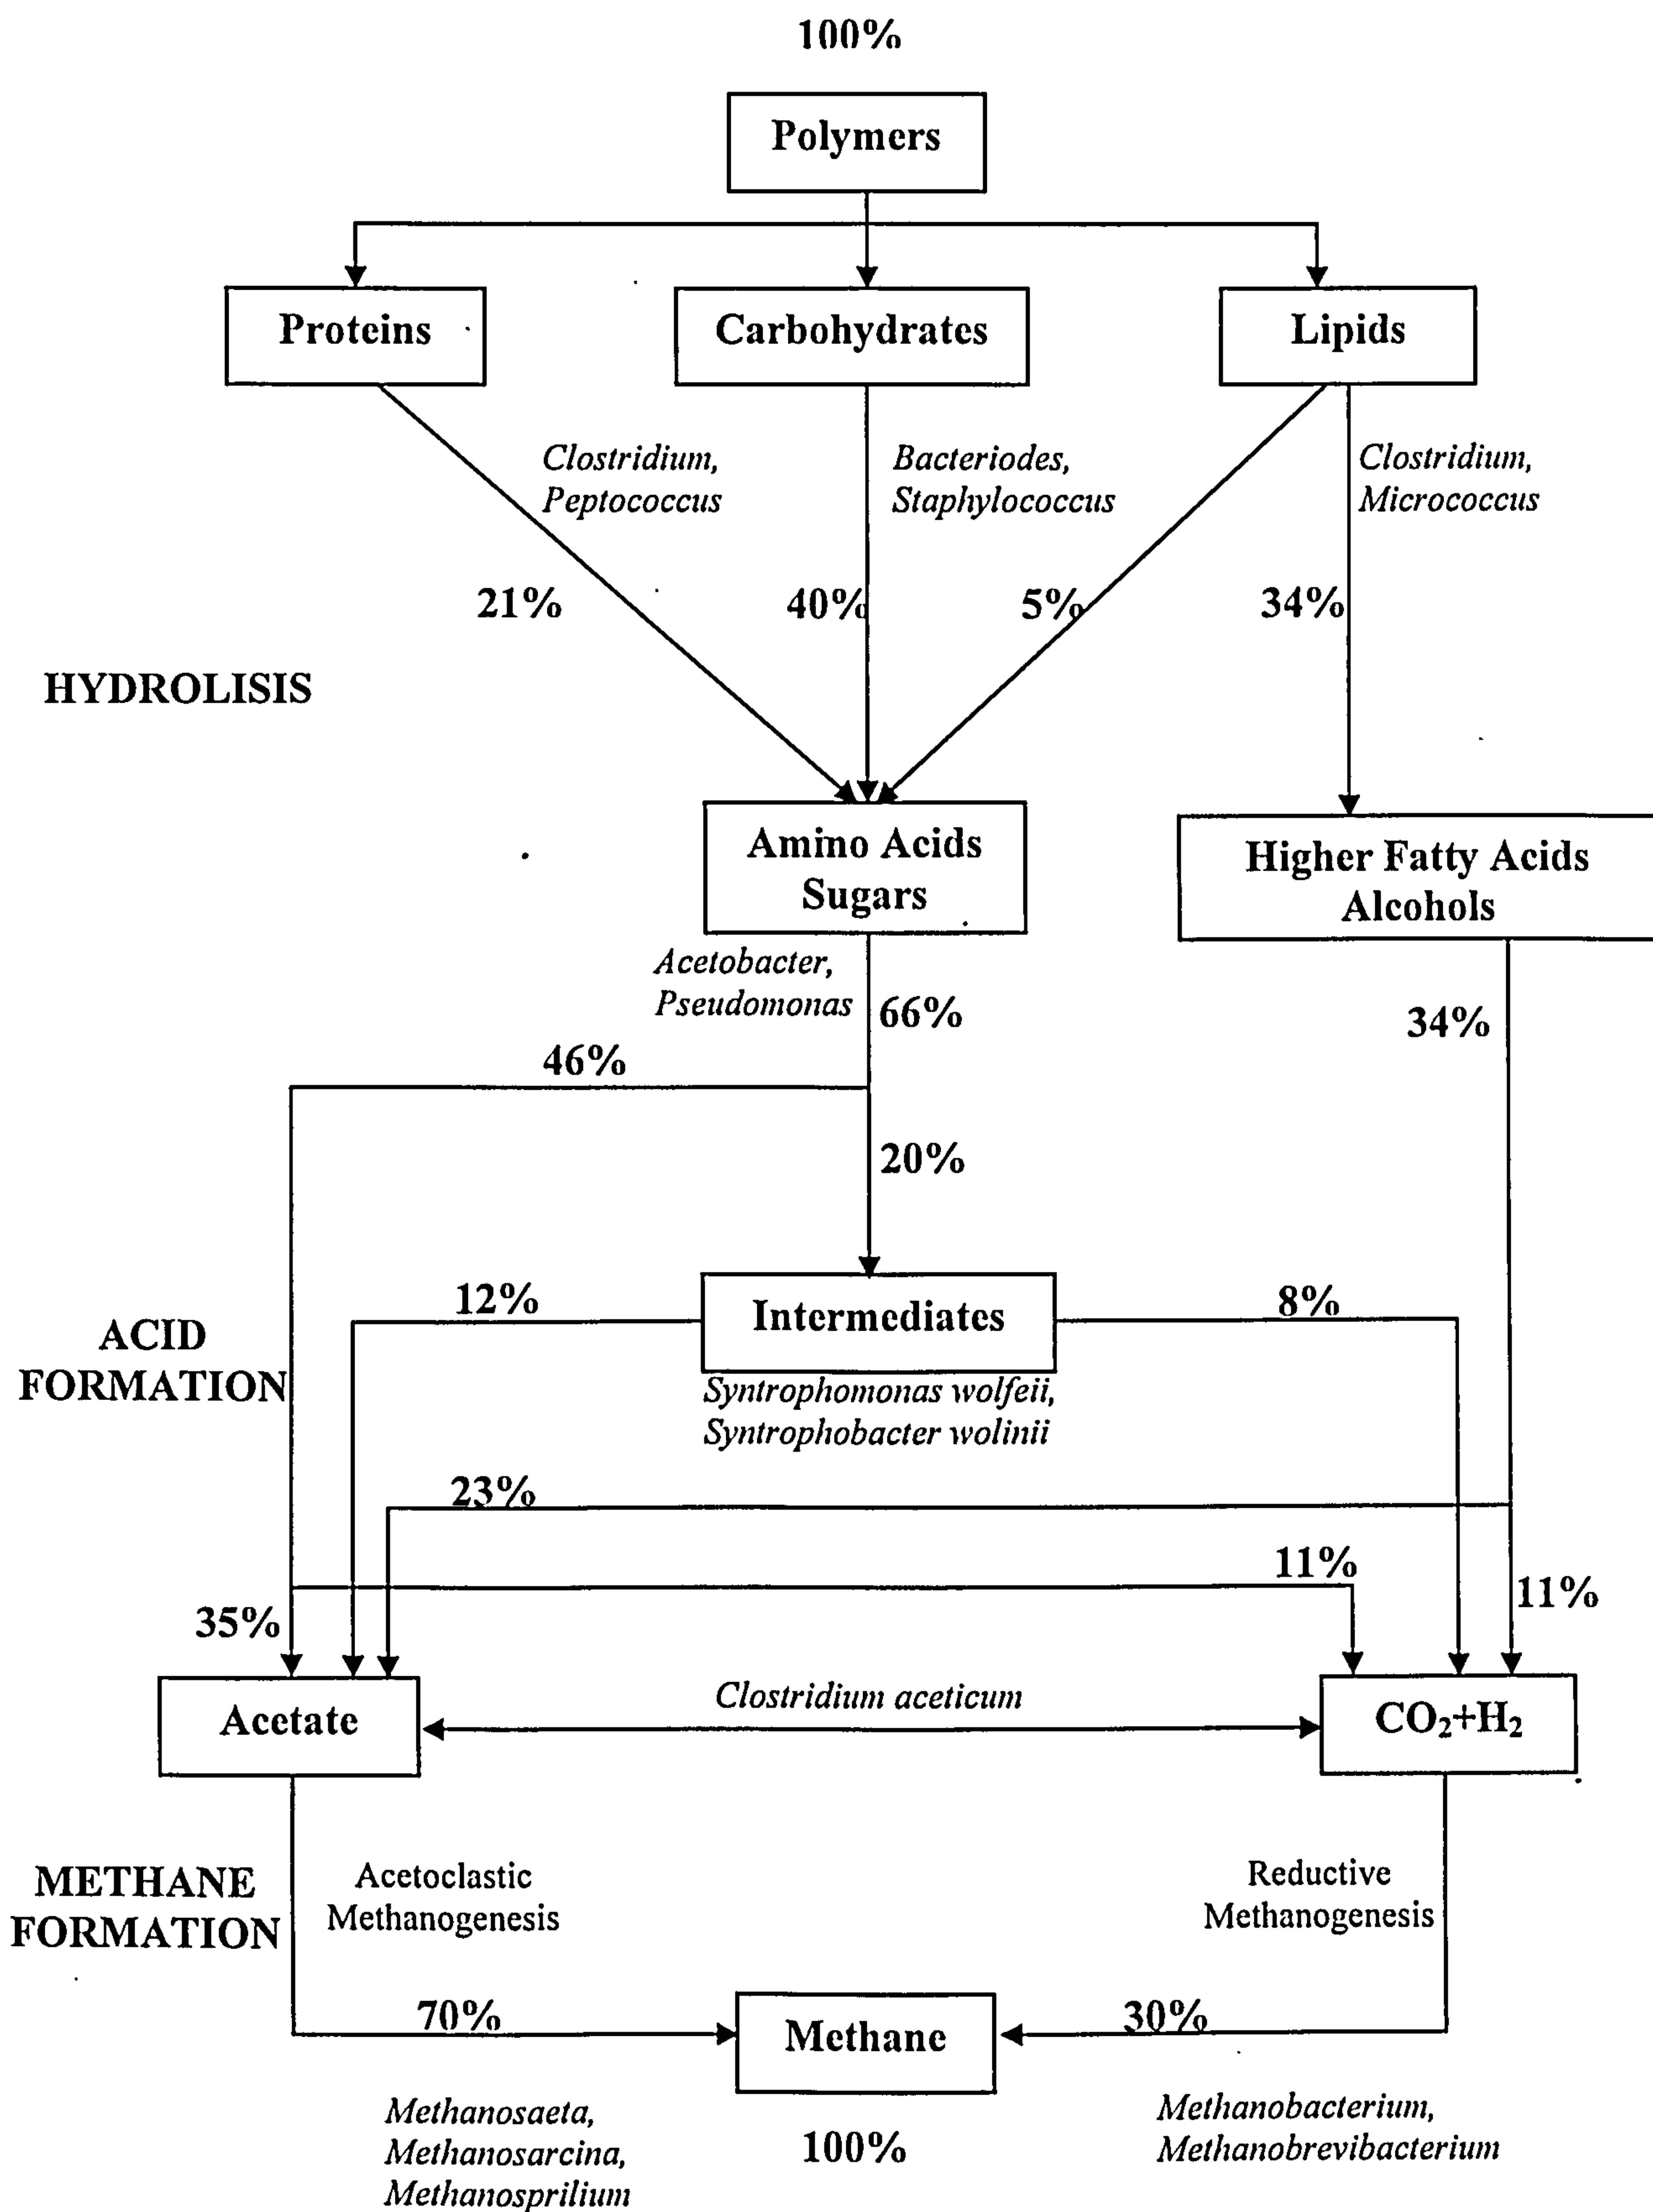 100%
Polymers
Proteins
Carbohydrates
Lipids
Clostridium,
Peptococcus
Bacteriodes,
Staphylococcus
Clostridium,
Micrococcus
21%
40%
5%
34%
HYDROLISIS
Amino Acids
Sugars
Higher Fatty Acids
Alcohols
Acetobacter,
Pseudomonas
66%
34%
46%
20%
12%
Intermediates
8%
ACID
FORMATION
Syntrophomonas wolfeii,
Syntrophobacter wolinii
23%
11%
11%
35%
Acetate
Clostridium aceticum
CO₂+H₂
METHANE
FORMATION
Acetoclastic
Methanogenesis
Reductive
Methanogenesis
70%
Methane
30%
Methanosaeta,
Methanosarcina,
Methanosprilium
100%
Methanobacterium,
Methanobrevibacterium